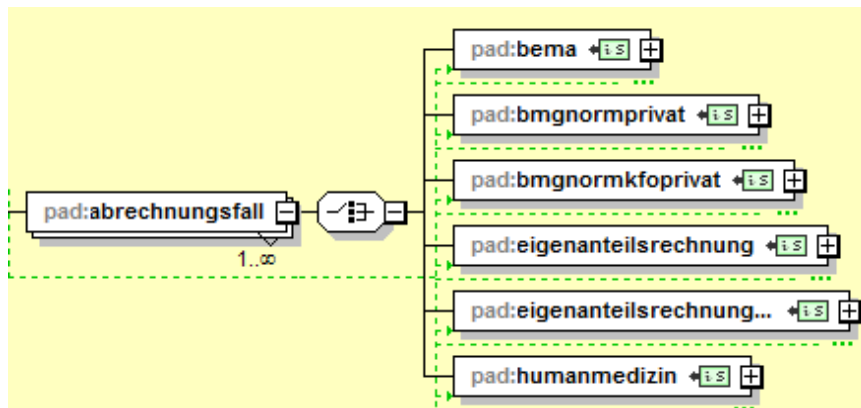 pad:bema
pad:bmgnormprivat
pad:bmgnormkfoprivat
pad:abrechnungsfall
1..∞
pad:eigenanteilsrechnung
pad:eigenanteilsrechnung...
pad:humanmedizin